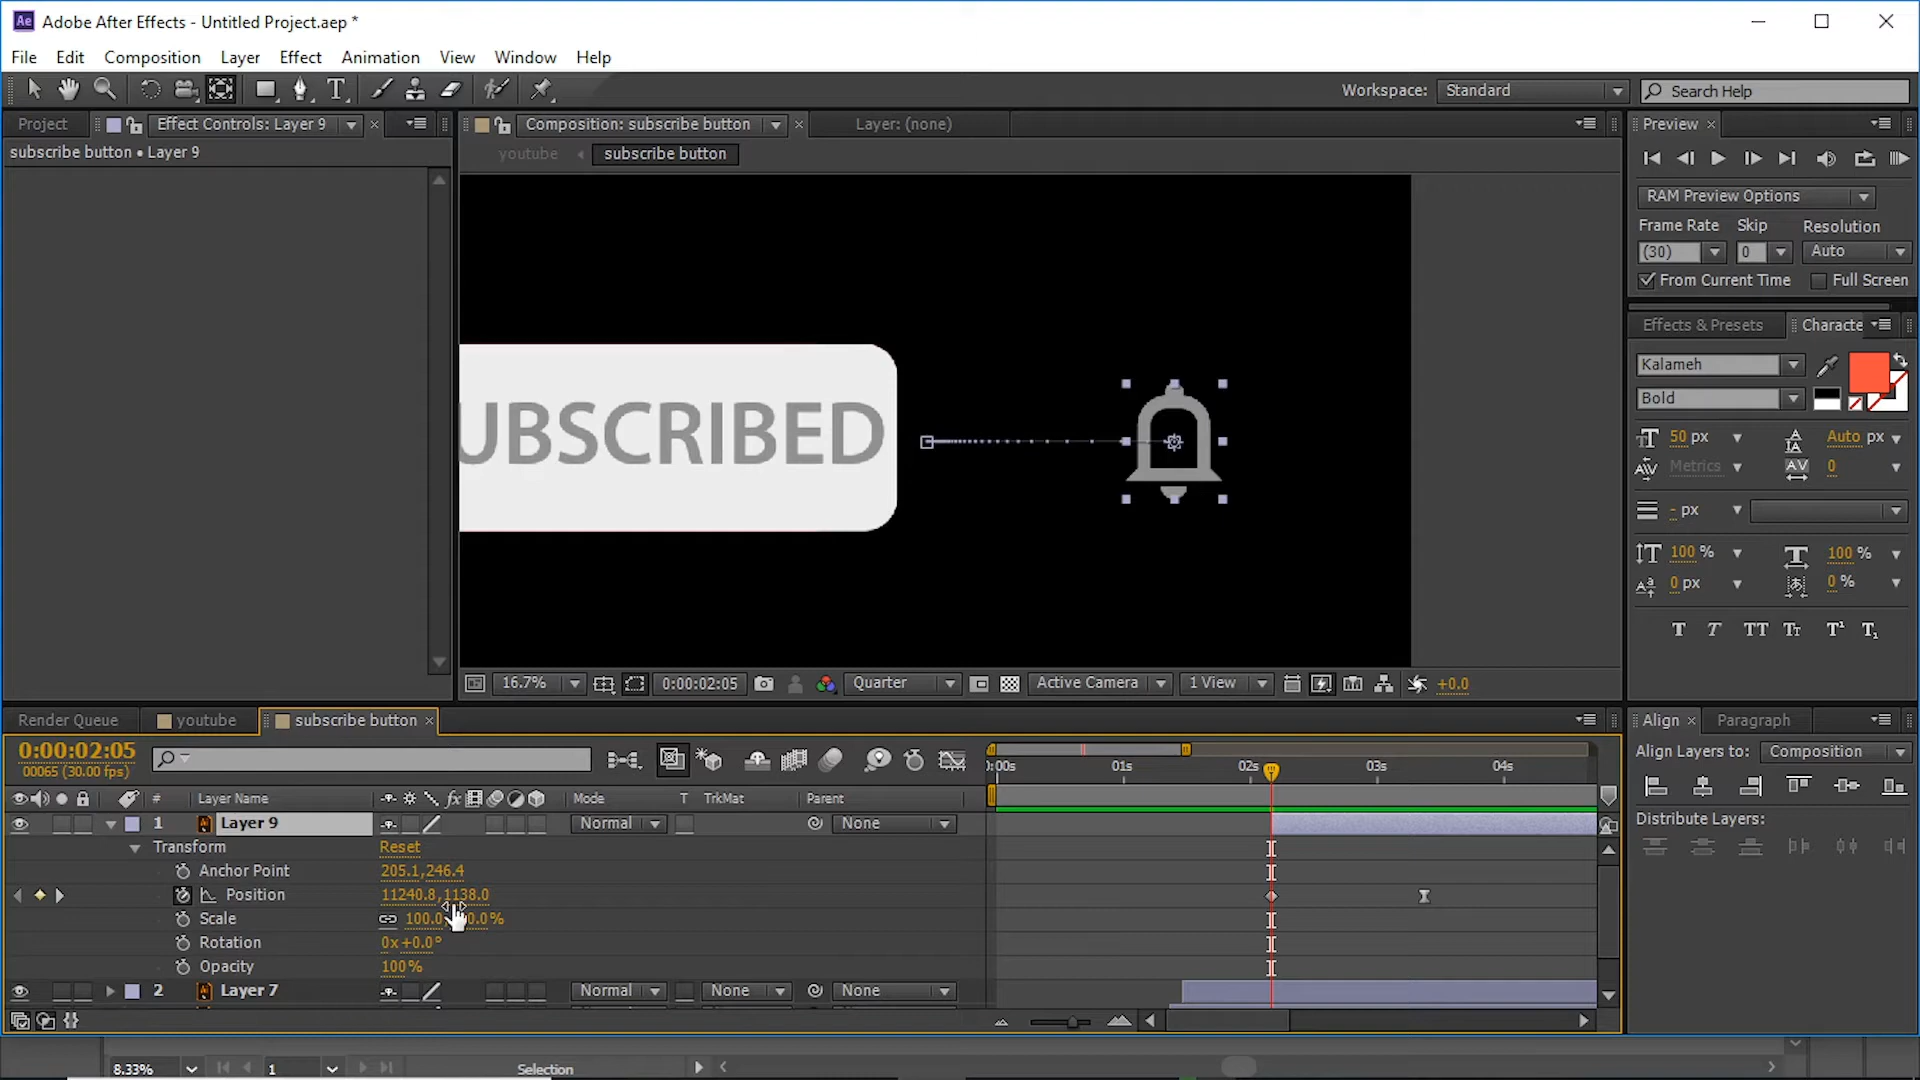 Ae Adobe After Effects - Untitled Project.aep *
File Edit Composition Layer Effect Animation View Window Help
T Workspace: Standard Search Help
Project Effect Controls: Layer 9 Composition: subscribe button Layer: (none) Preview
subscribe button • Layer 9 youtube subscribe button
RAM Preview Options
Frame Rate Skip Resolution
(30) 0 Auto
From Current Time Full Screen
Effects & Presets Characte
Kalameh
Bold
UBSCRIBED
50 px Auto px
Metrics 0
- px
100 % 100 %
0 px 0 %
T T TT Tт T¹ T₁
16.7% 0:00:02:05 Quarter Active Camera 1 View +0.0
Render Queue youtube subscribe button Align Paragraph
0:00:02:05
00065 (30.00 fps)
Align Layers to: Composition
Distribute Layers:
):00s 01s 02s 03s 04s
# Layer Name fx Mode T TrkMat Parent
1 Layer 9 Normal None
Transform Reset
Anchor Point 205.1,246.4
Position 11240.8,1138.0
Scale 100.0 0.0%
Rotation 0x+0.0°
Opacity 100%
2 Layer 7 Normal None None
8.33% 1 Selection